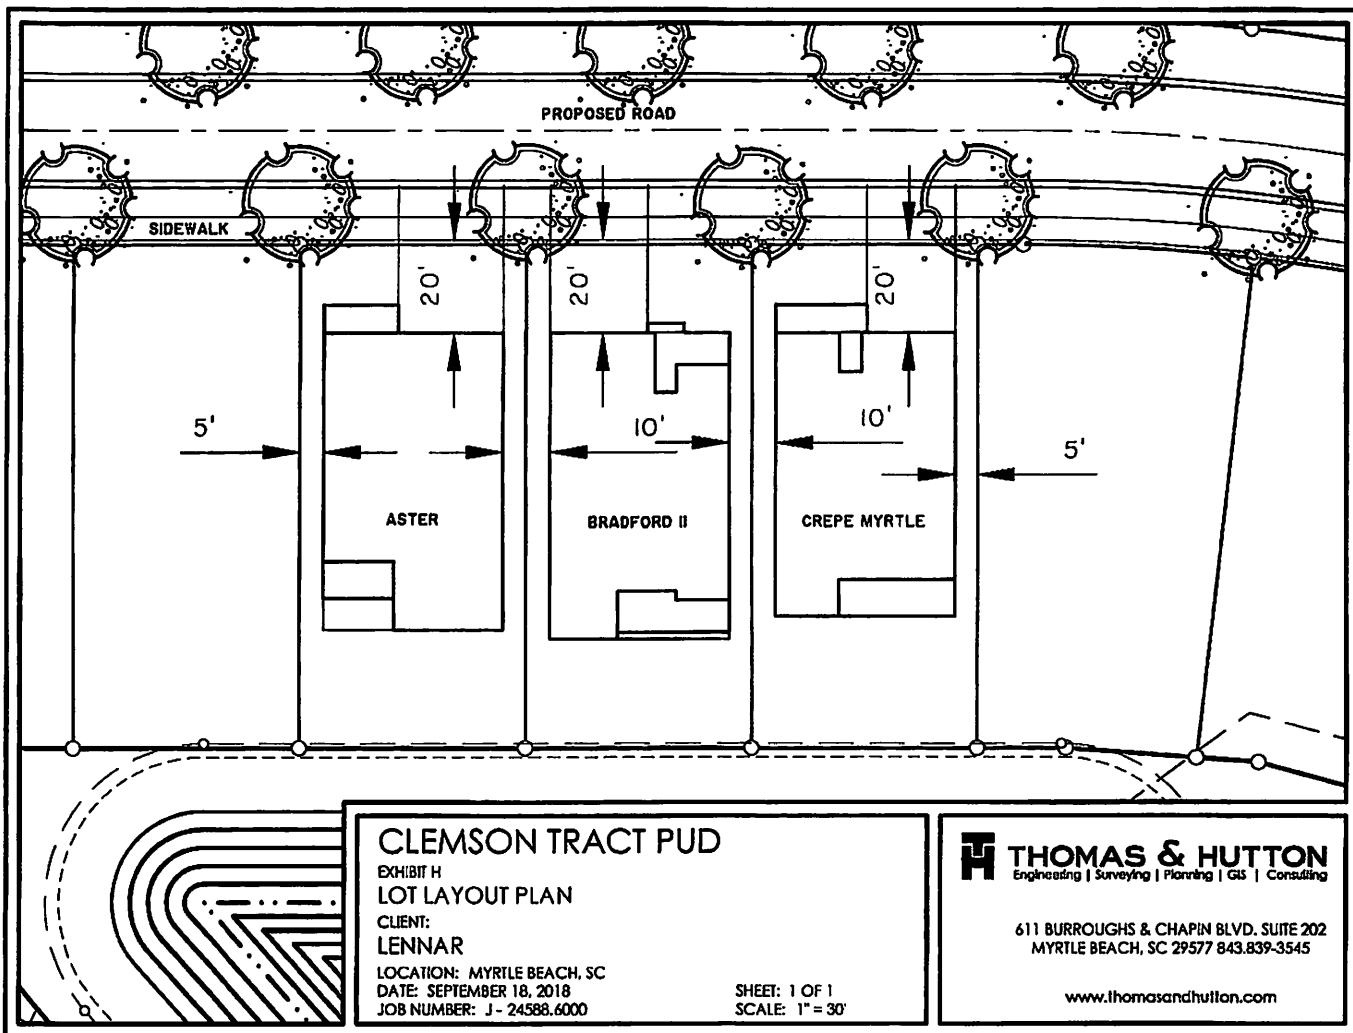 PROPOSED ROAD
SIDEWALK
20'
20'
20'
5'
10'
10'
5'
ASTER
BRADFORD II
CREPE MYRTLE
CLEMSON TRACT PUD
EXHIBIT H
LOT LAYOUT PLAN
CLIENT:
LENNAR
LOCATION: MYRTLE BEACH, SC
DATE: SEPTEMBER 18, 2018
JOB NUMBER: J - 24588.6000
SHEET: 1 OF 1
SCALE: 1" = 30'
TH
THOMAS & HUTTON
Engineering | Surveying | Planning | GIS | Consulting
611 BURROUGHS & CHAPIN BLVD. SUITE 202
MYRTLE BEACH, SC 29577 843.839-3545
www.thomasandhutton.com